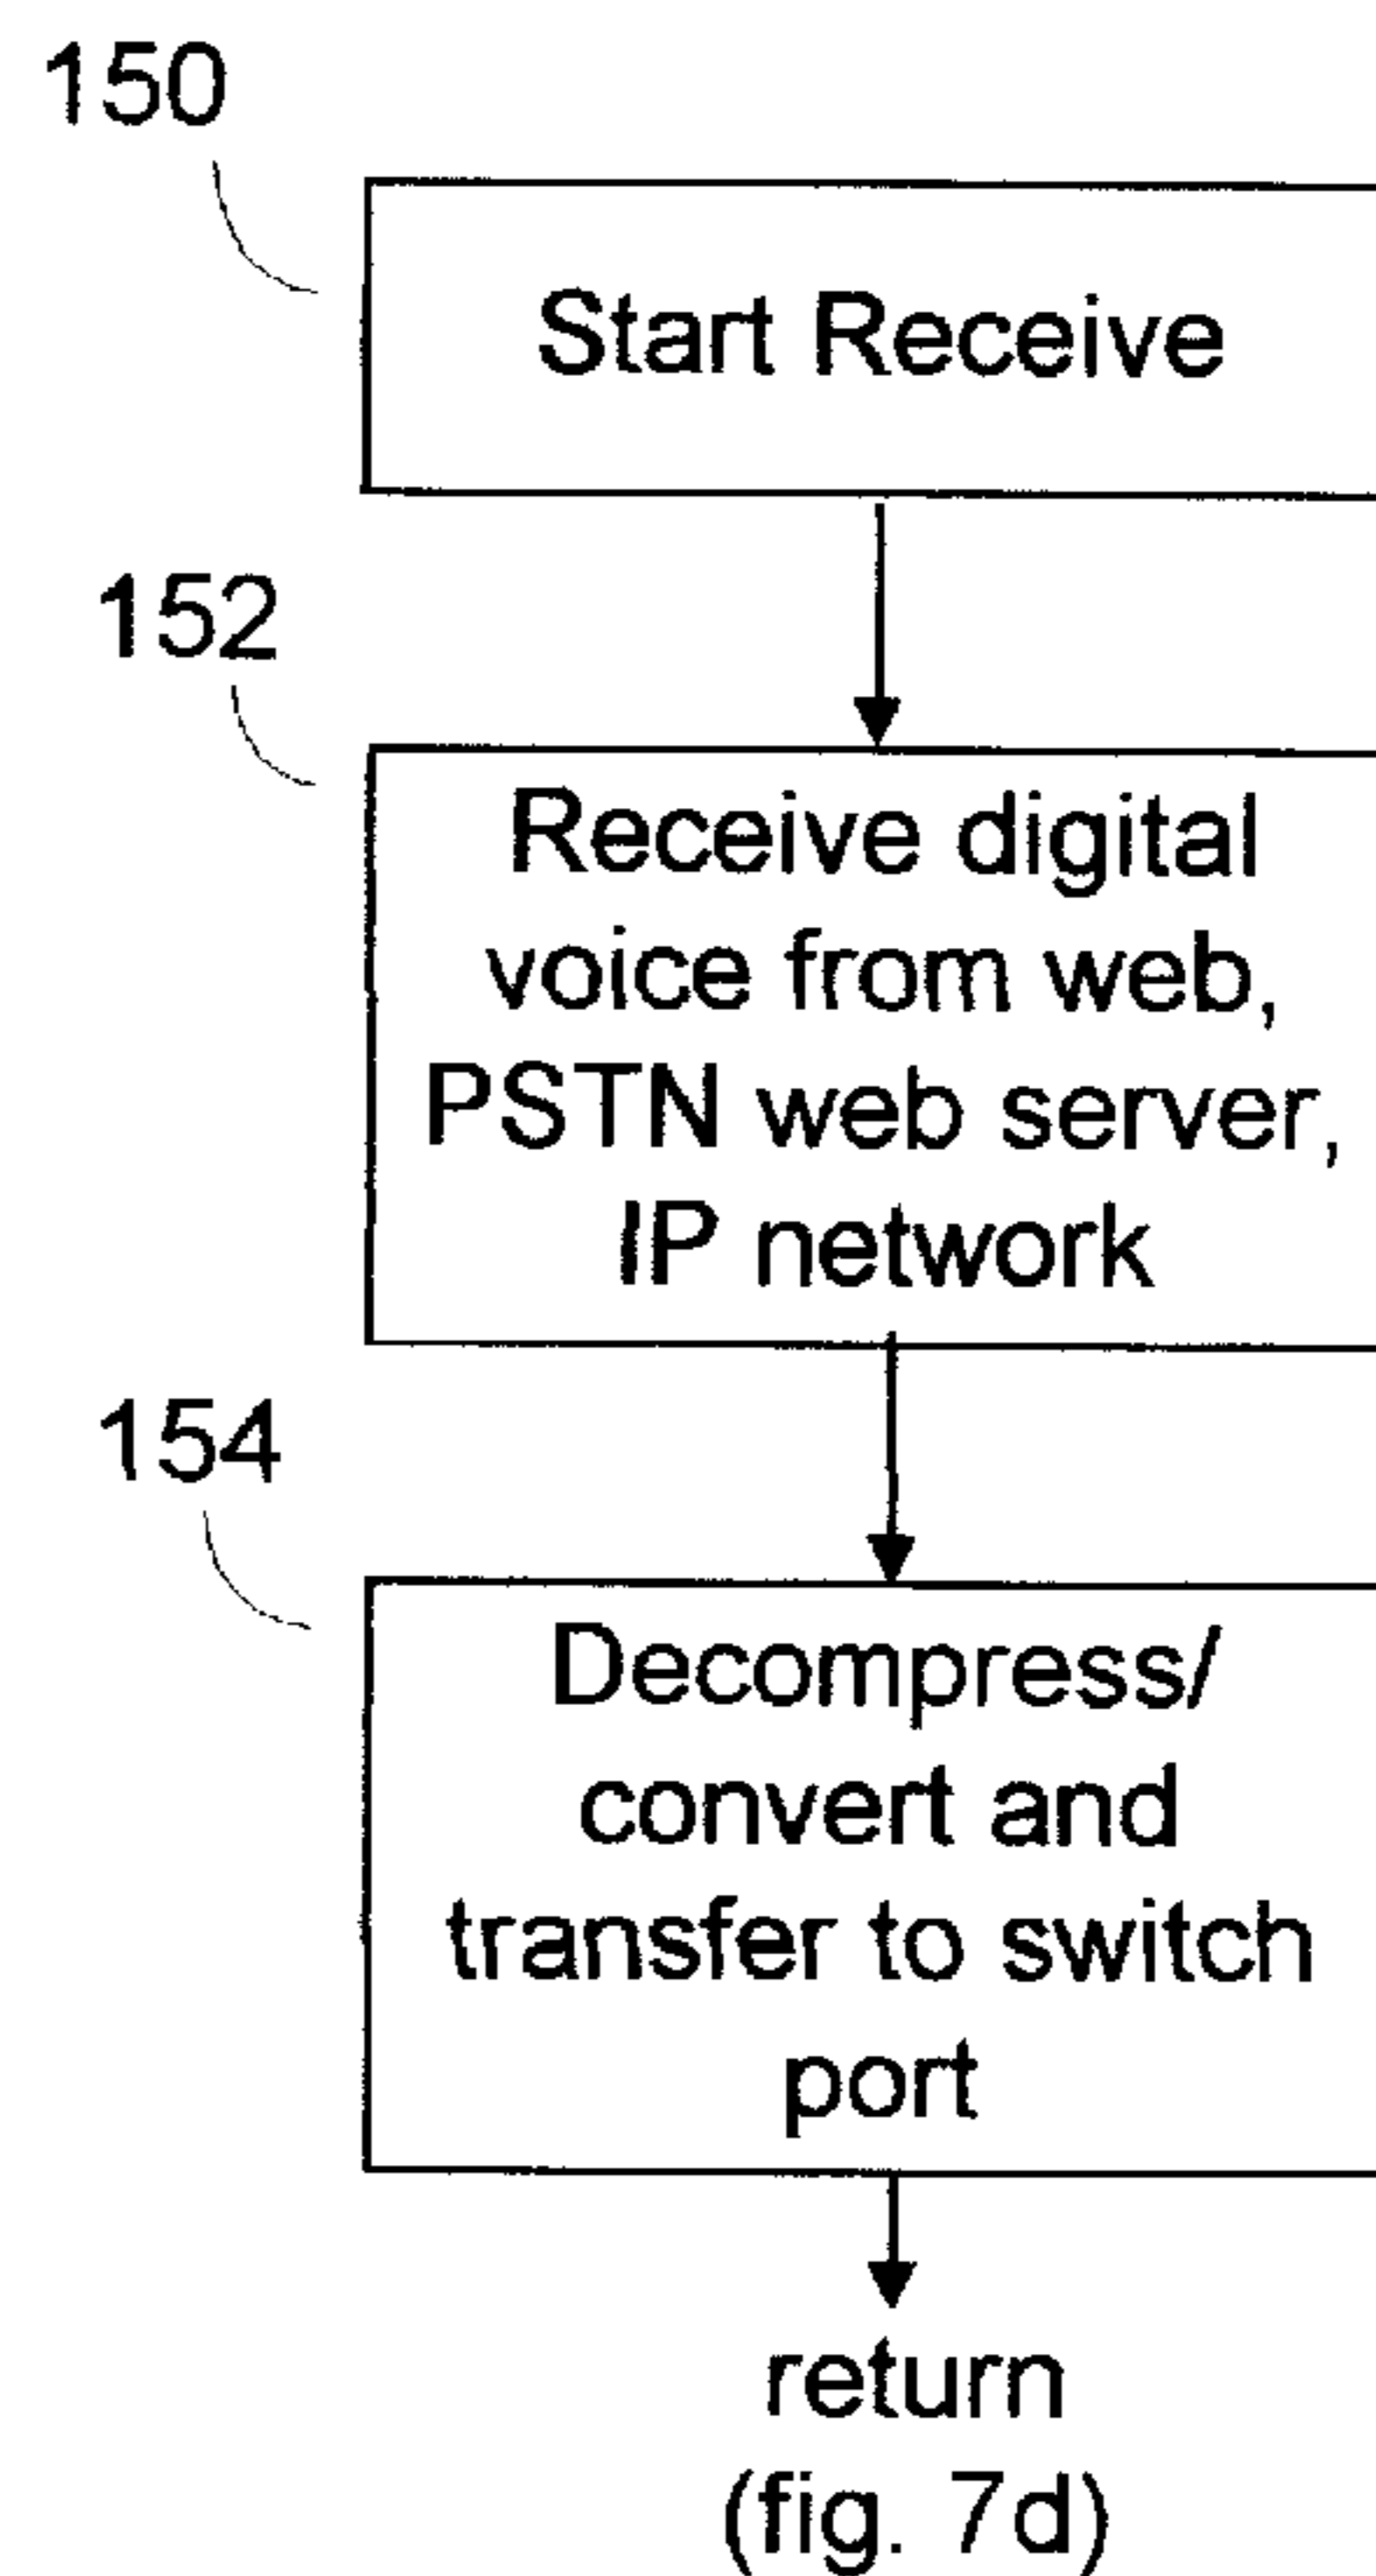 150
Start Receive
152
Receive digital
voice from web,
PSTN web server,
IP network
154
Decompress/
convert and
transfer to switch
port
return
(fig. 7d)